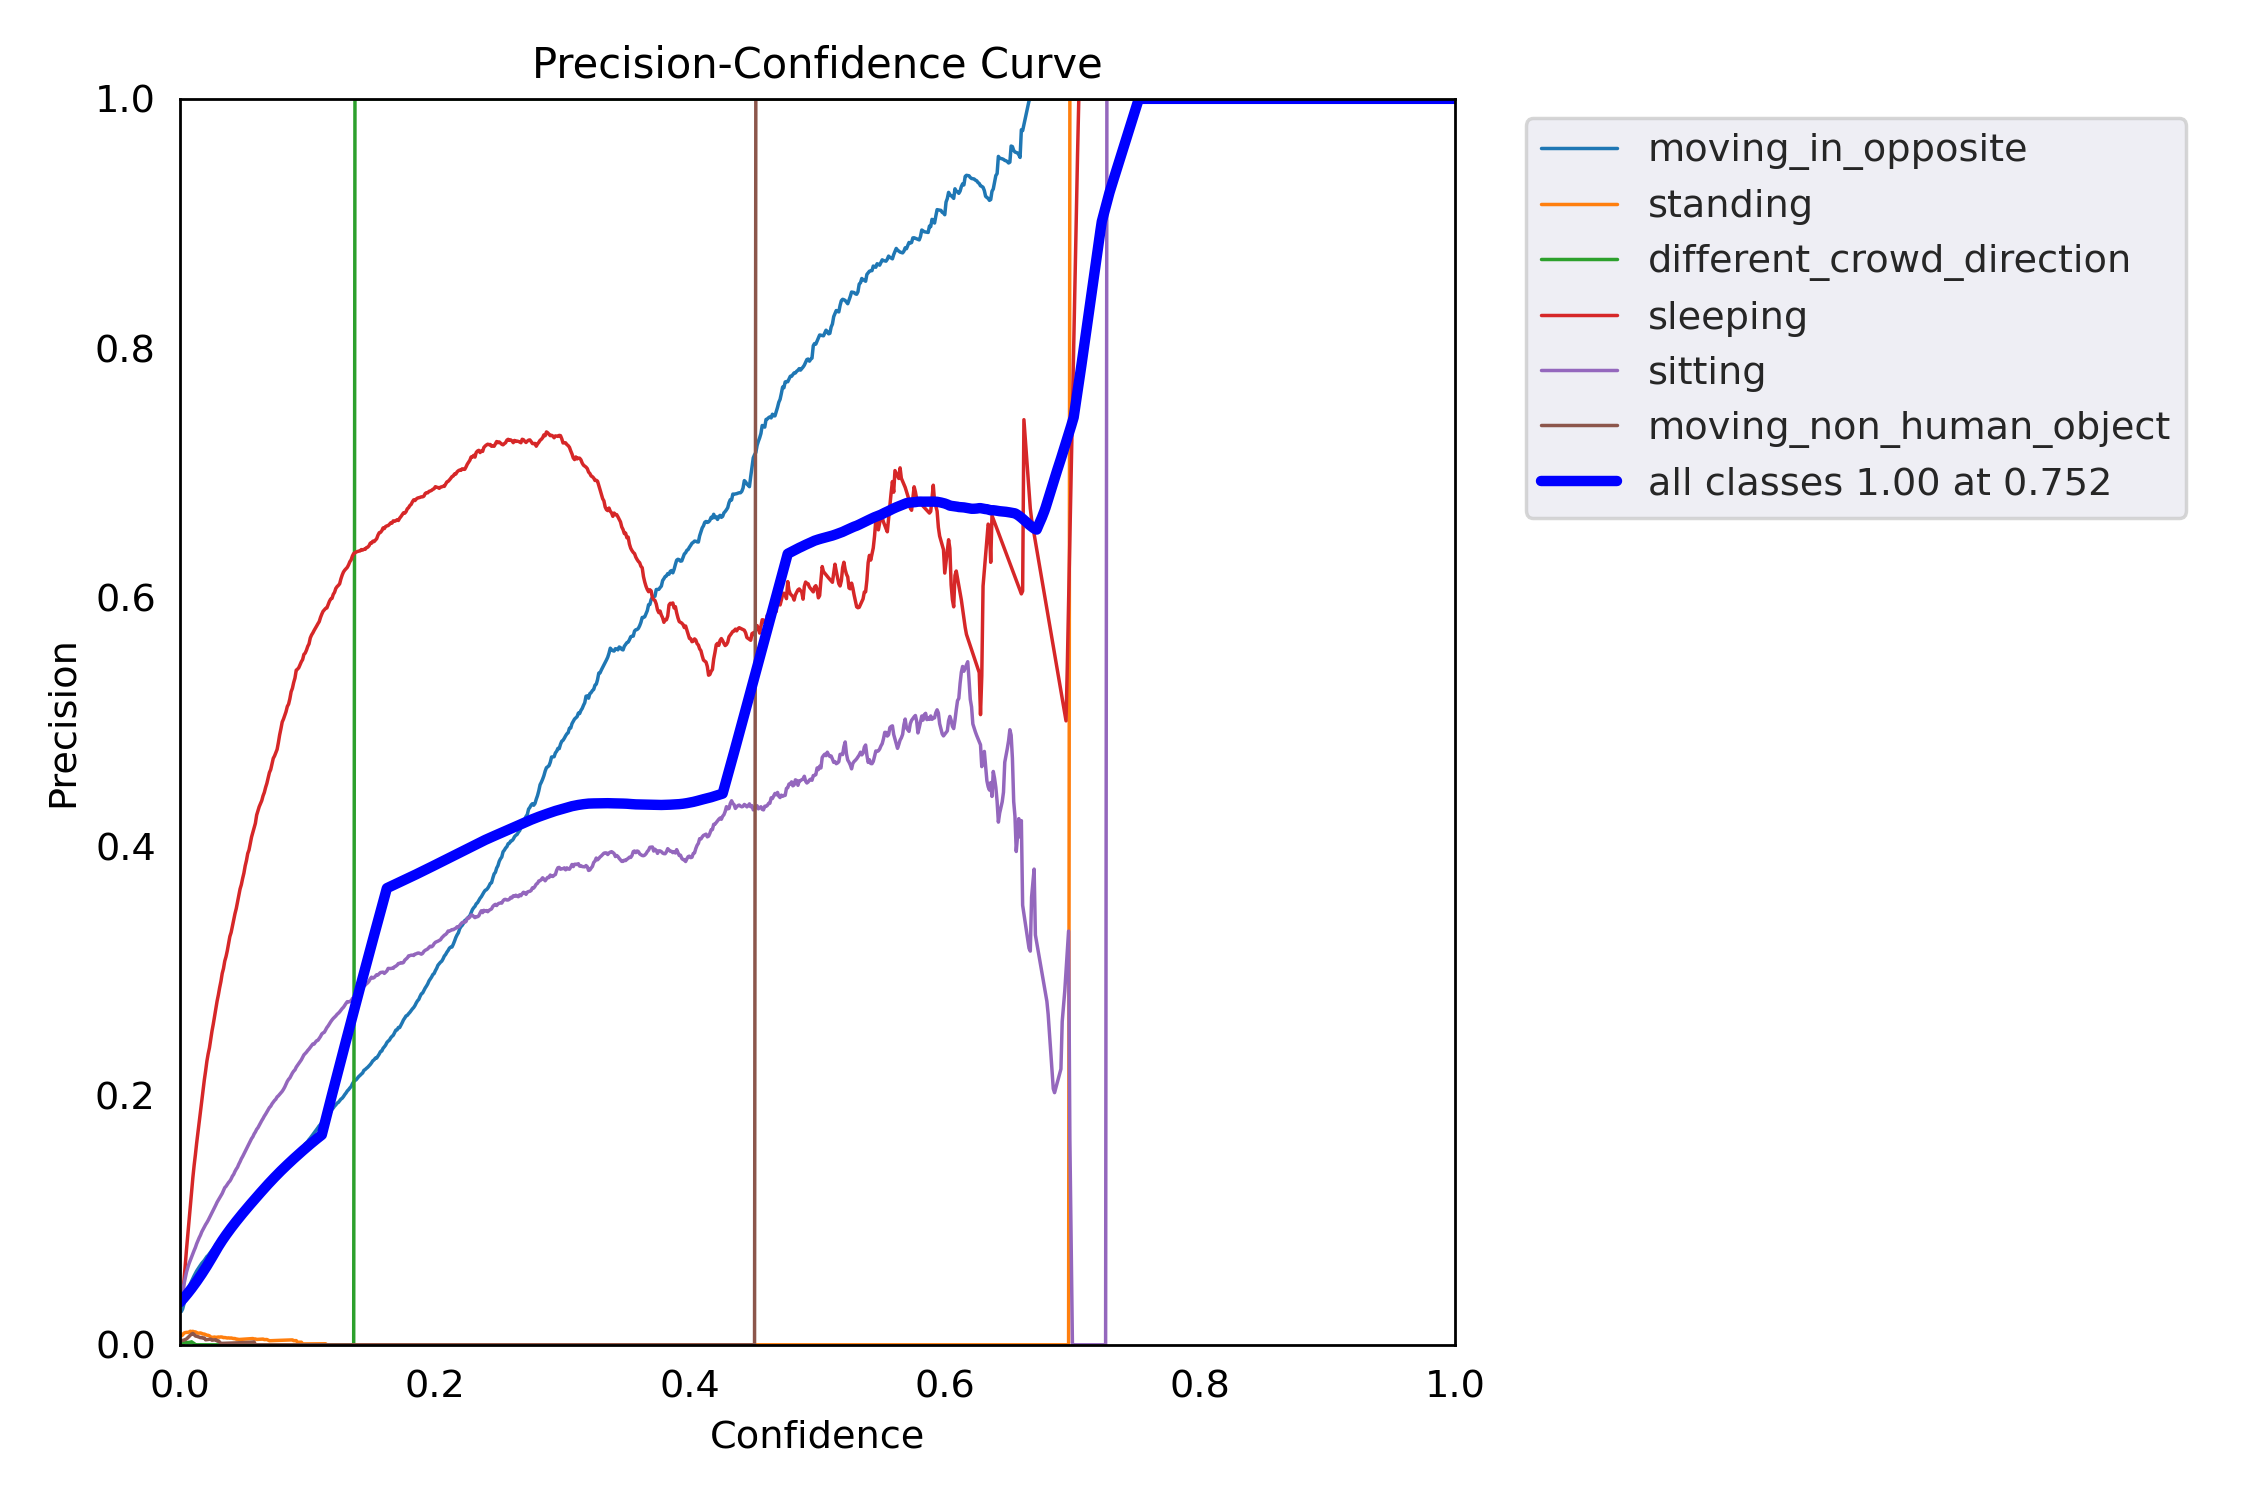 Precision-Confidence Curve
1.0
0.8
0.6
0.4
0.2
0.0
Precision
0.0 0.2 0.4 0.6 0.8 1.0
Confidence
moving_in_opposite
standing
different_crowd_direction
sleeping
sitting
moving_non_human_object
all classes 1.00 at 0.752